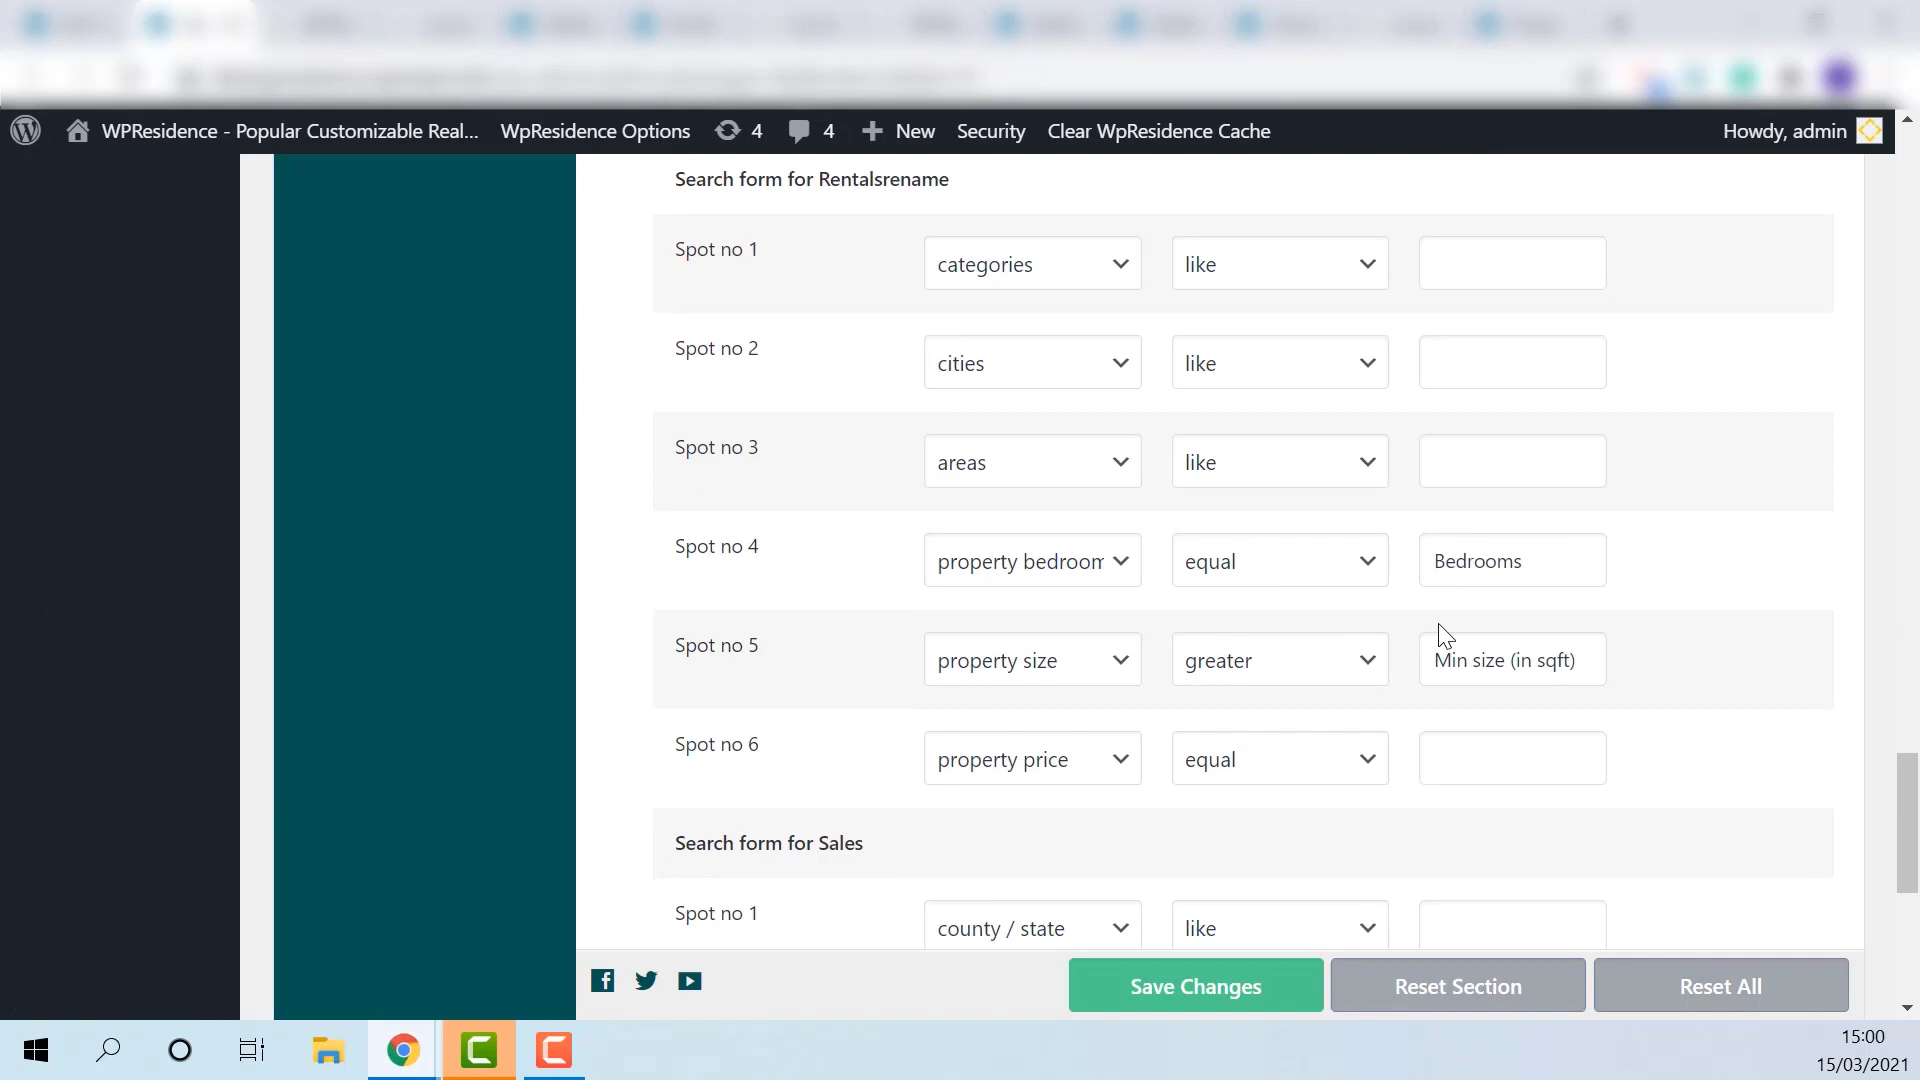 WPResidence - Popular Customizable Real... WpResidence Options 4 4 New Security Clear WpResidence Cache Howdy, admin
Search form for Rentalsrename
Spot no 1 categories like
Spot no 2 cities like
Spot no 3 areas like
Spot no 4 property bedroom equal Bedrooms
Spot no 5 property size greater Min size (in sqft)
Spot no 6 property price equal
Search form for Sales
Spot no 1 county / state like
Save Changes Reset Section Reset All
15:00
15/03/2021